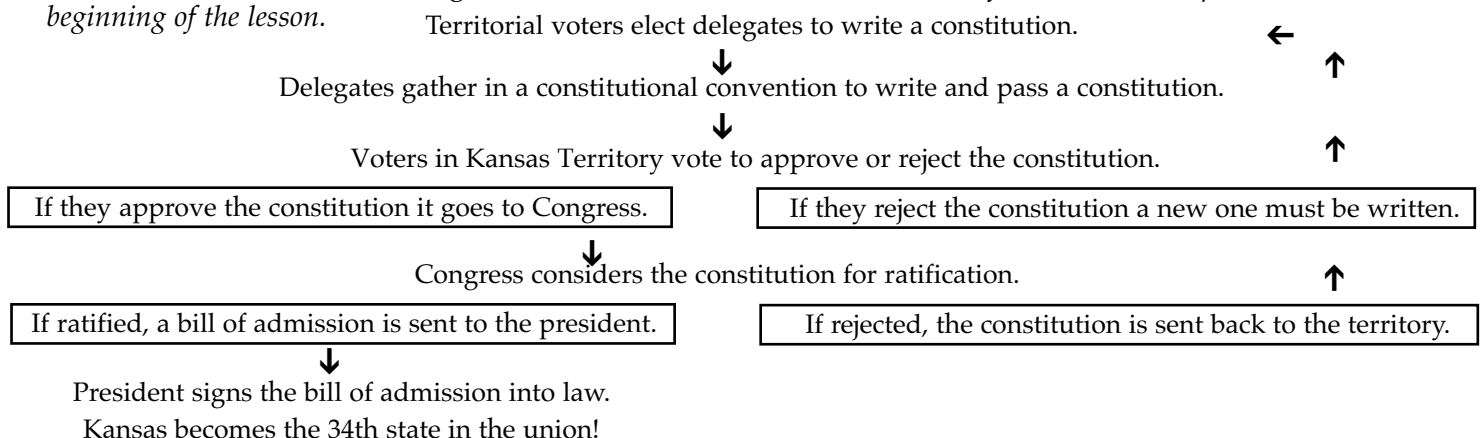 beginning of the lesson.
Territorial voters elect delegates to write a constitution.
Delegates gather in a constitutional convention to write and pass a constitution.
Voters in Kansas Territory vote to approve or reject the constitution.
If they approve the constitution it goes to Congress.
If they reject the constitution a new one must be written.
Congress considers the constitution for ratification.
If ratified, a bill of admission is sent to the president.
If rejected, the constitution is sent back to the territory.
President signs the bill of admission into law.
Kansas becomes the 34th state in the union!